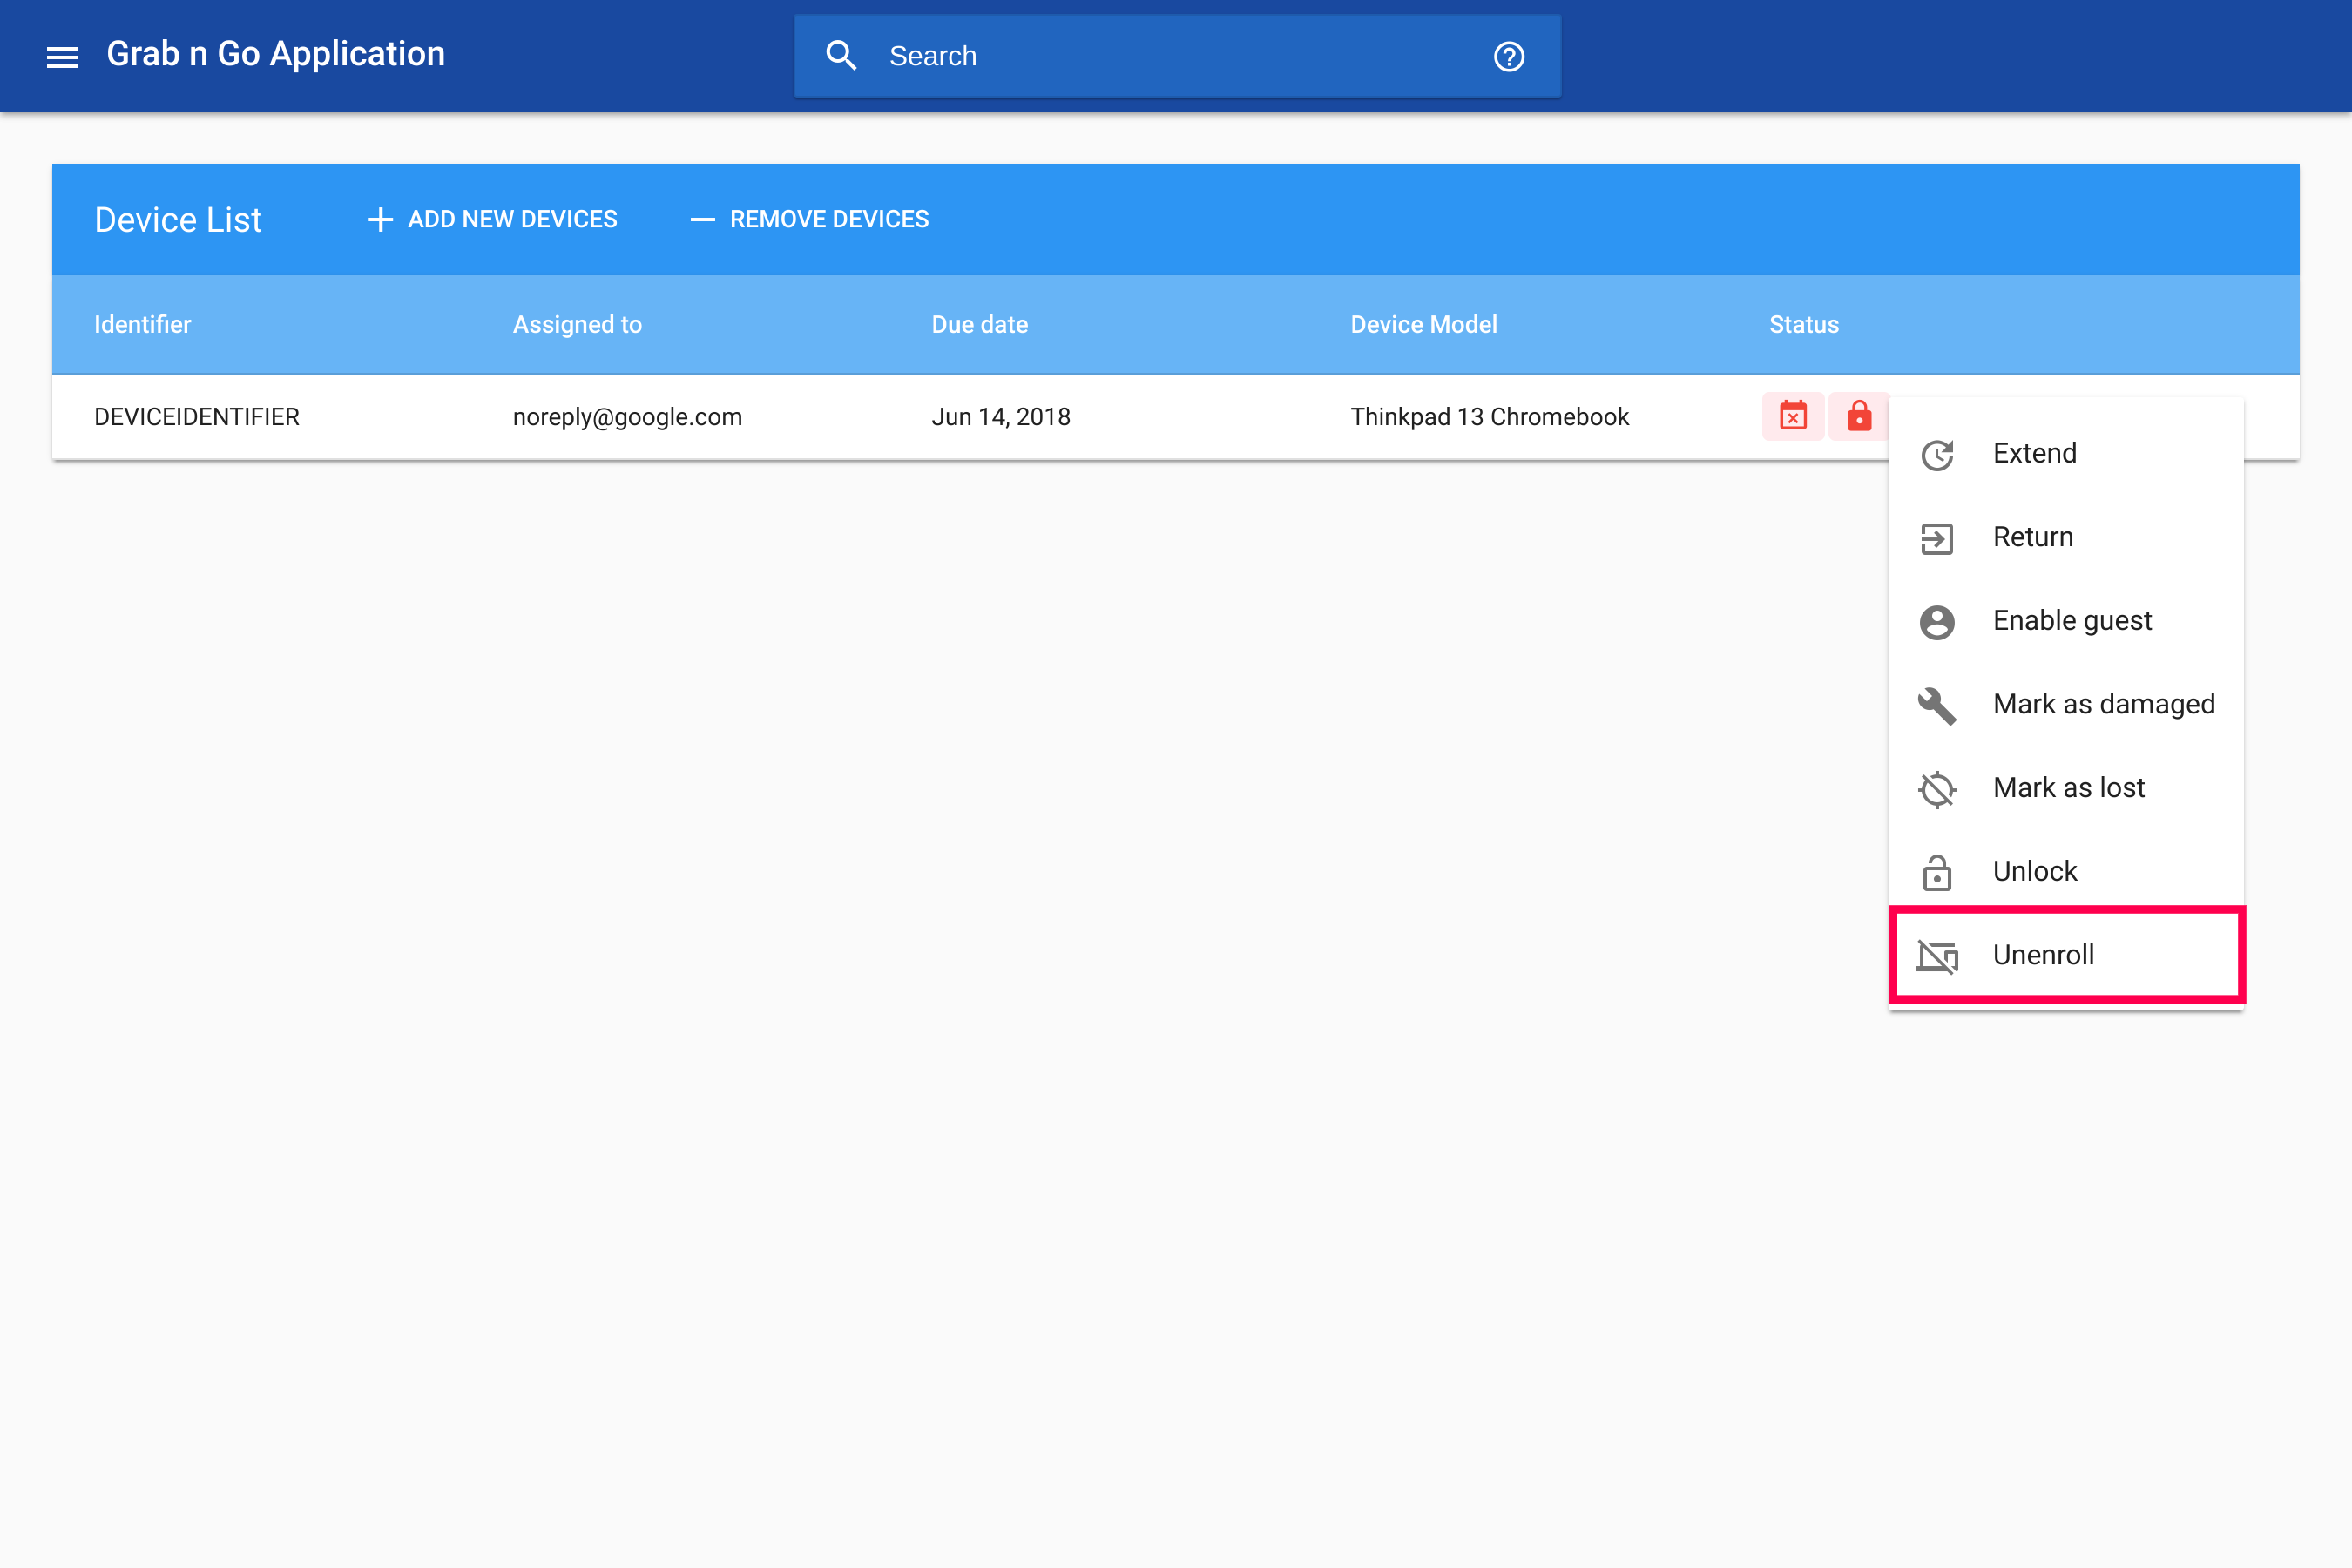 Grab n Go Application
Search
Device List
ADD NEW DEVICES
REMOVE DEVICES
Identifier Assigned to Due date Device Model Status
DEVICEIDENTIFIER noreply@google.com Jun 14, 2018 Thinkpad 13 Chromebook
Extend
Return
Enable guest
Mark as damaged
Mark as lost
Unlock
Unenroll